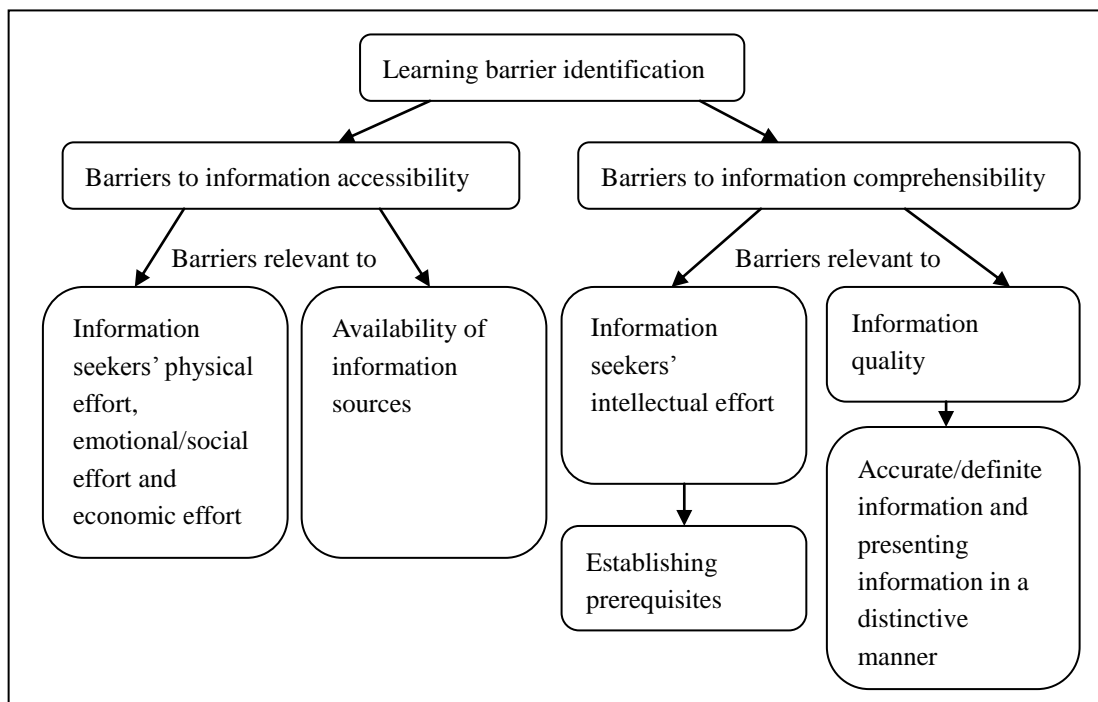 Learning barrier identification
Barriers to information accessibility
Barriers to information comprehensibility
Barriers relevant to
Barriers relevant to
Information
seekers’ physical
effort,
emotional/social
effort and
economic effort
Availability of
information
sources
Information
seekers’
intellectual effort
Information
quality
Establishing
prerequisites
Accurate/definite
information and
presenting
information in a
distinctive
manner